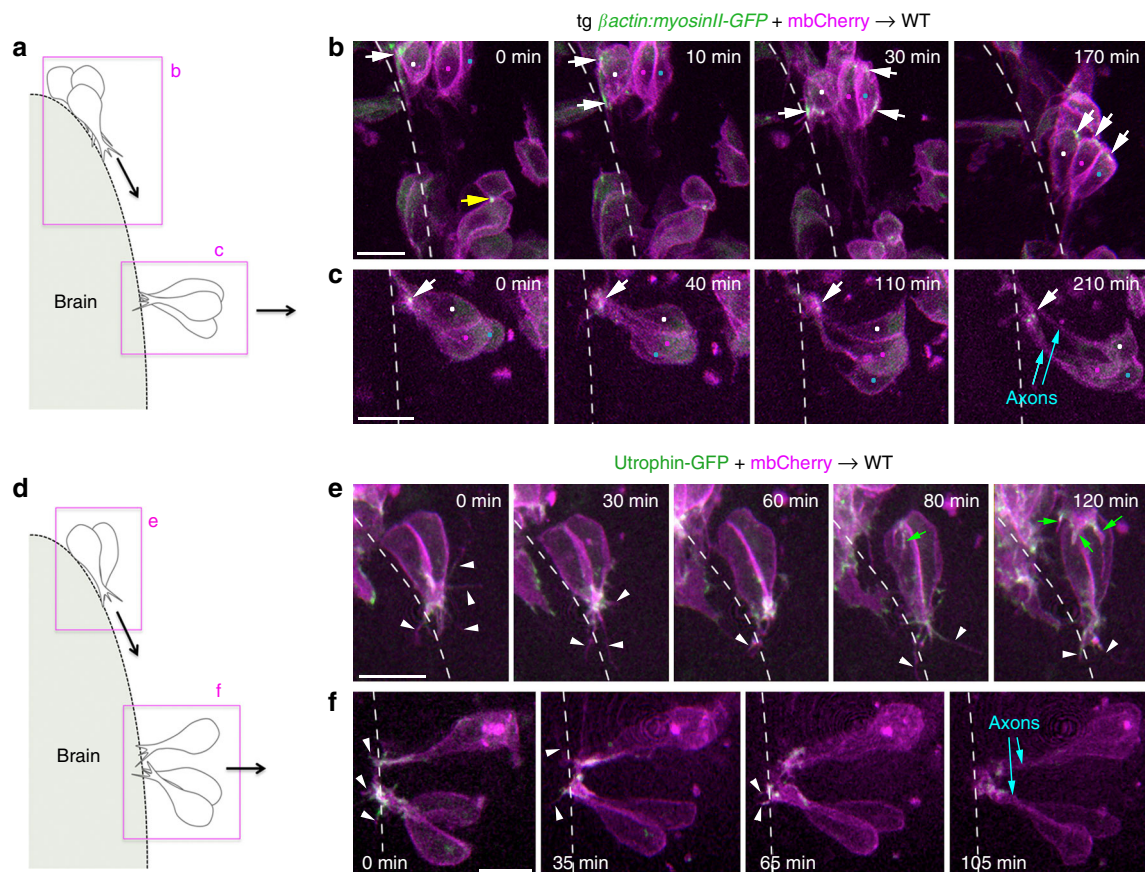 tg βactin:myosinII-GFP + mbCherry → WT
a
b
b
0 min
10 min
30 min
170 min
c
Brain
c
0 min
40 min
110 min
210 min
Axons
Utrophin-GFP + mbCherry → WT
d
e
e
0 min
30 min
60 min
80 min
120 min
f
Brain
f
0 min
35 min
65 min
105 min
Axons